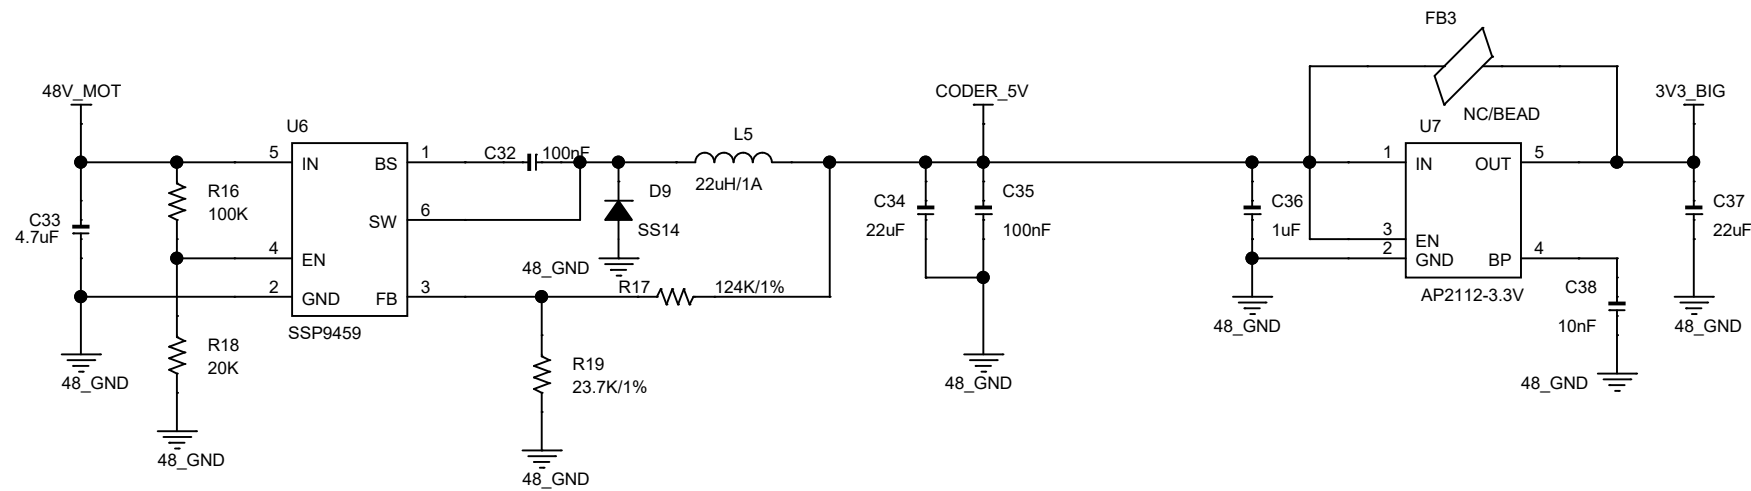 FB3
48V_MOT
CODER_5V
3V3_BIG
NC/BEAD
U6
L5
U7
5
IN
BS
1
C32
100nF
22uH/1A
1
IN
OUT
5
R16
100K
D9
SS14
C33
4.7uF
SW
6
C34
22uF
C35
100nF
C36
1uF
C37
22uF
3
EN
2
GND
BP
4
4
EN
48_GND
R17
124K/1%
2
GND
FB
3
SSP9459
AP2112-3.3V
C38
10nF
48_GND
48_GND
R18
20K
R19
23.7K/1%
48_GND
48_GND
48_GND
48_GND
48_GND